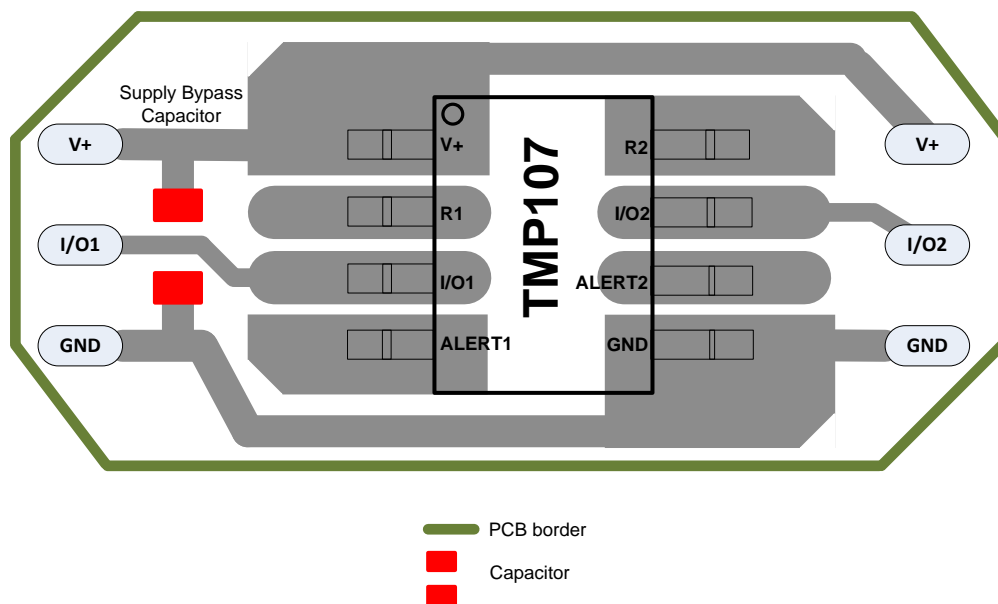 Supply Bypass
Capacitor
V+
I/O1
GND
V+
R1
I/O1
ALERT1
TMP107
R2
I/O2
ALERT2
GND
V+
I/O2
GND
PCB border
Capacitor